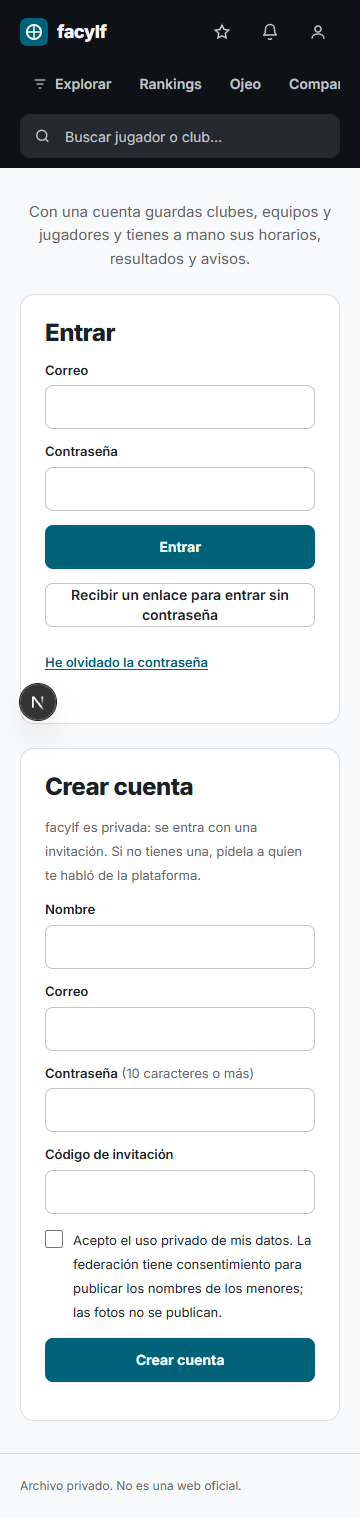 facylf
Explorar
Rankings
Ojeo
Compar
Buscar jugador o club...
Con una cuenta guardas clubes, equipos y
jugadores y tienes a mano sus horarios,
resultados y avisos.
Entrar
Correo
Contraseña
Entrar
Recibir un enlace para entrar sin
contraseña
He olvidado la contraseña
N
Crear cuenta
facylf es privada: se entra con una
invitación. Si no tienes una, pídela a quien
te habló de la plataforma.
Nombre
Correo
Contraseña (10 caracteres o más)
Código de invitación
Acepto el uso privado de mis datos. La
federación tiene consentimiento para
publicar los nombres de los menores;
las fotos no se publican.
Crear cuenta
Archivo privado. No es una web oficial.